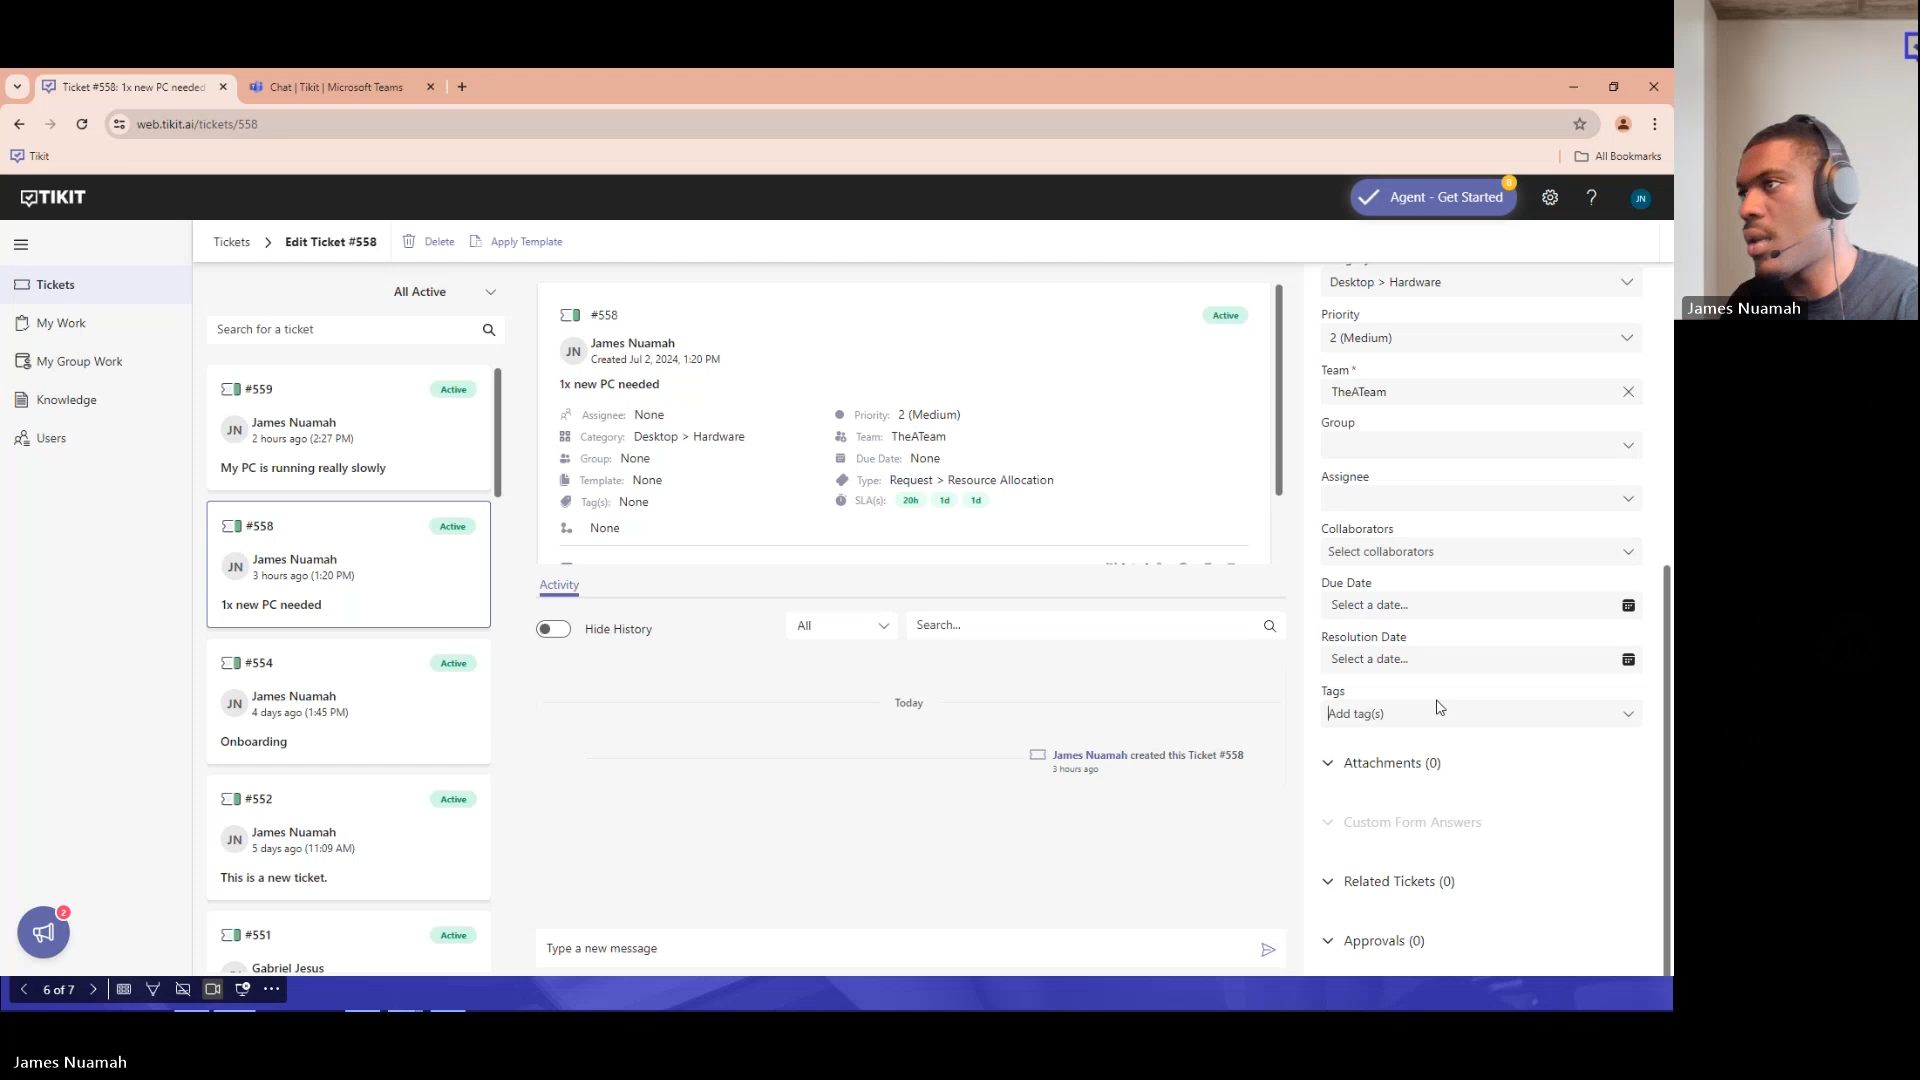 Ticket #558: 1x new PC needed
Chat | Tikit | Microsoft Teams
web.tikit.ai/tickets/558
Tikit
All Bookmarks
TIKIT
Agent - Get Started
8
?
JN
Tickets
My Work
My Group Work
Knowledge
Users
2
Tickets > Edit Ticket #558
Delete
Apply Template
All Active
Search for a ticket
#559
Active
JN
James Nuamah
2 hours ago (2:27 PM)
My PC is running really slowly
#558
Active
JN
James Nuamah
3 hours ago (1:20 PM)
1x new PC needed
#554
Active
JN
James Nuamah
4 days ago (1:45 PM)
Onboarding
#552
Active
JN
James Nuamah
5 days ago (11:09 AM)
This is a new ticket.
#551
Active
Gabriel Jesus
#558
Active
JN
James Nuamah
Created Jul 2, 2024, 1:20 PM
1x new PC needed
Assignee: None
Priority: 2 (Medium)
Category: Desktop > Hardware
Team: TheATeam
Group: None
Due Date: None
Template: None
Type: Request > Resource Allocation
Tag(s): None
SLA(s): 20h 1d 1d
None
Activity
Hide History
All
Search...
Today
James Nuamah created this Ticket #558
3 hours ago
Type a new message
Desktop > Hardware
Priority
2 (Medium)
Team *
TheATeam
Group
Assignee
Collaborators
Select collaborators
Due Date
Select a date...
Resolution Date
Select a date...
Tags
Add tag(s)
Attachments (0)
Custom Form Answers
Related Tickets (0)
Approvals (0)
6 of 7
James Nuamah
James Nuamah